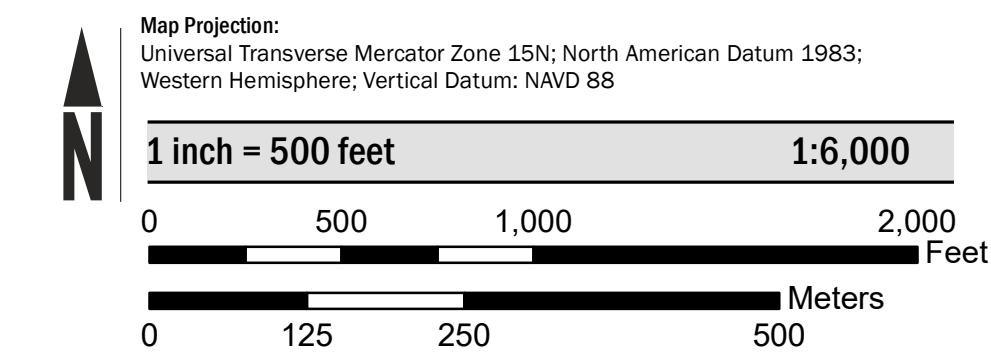 N
Map Projection:
Universal Transverse Mercator Zone 15N; North American Datum 1983;
Western Hemisphere; Vertical Datum: NAVD 88
1 inch = 500 feet 1:6,000
0 500 1,000 2,000
Feet
Meters
0 125 250 500